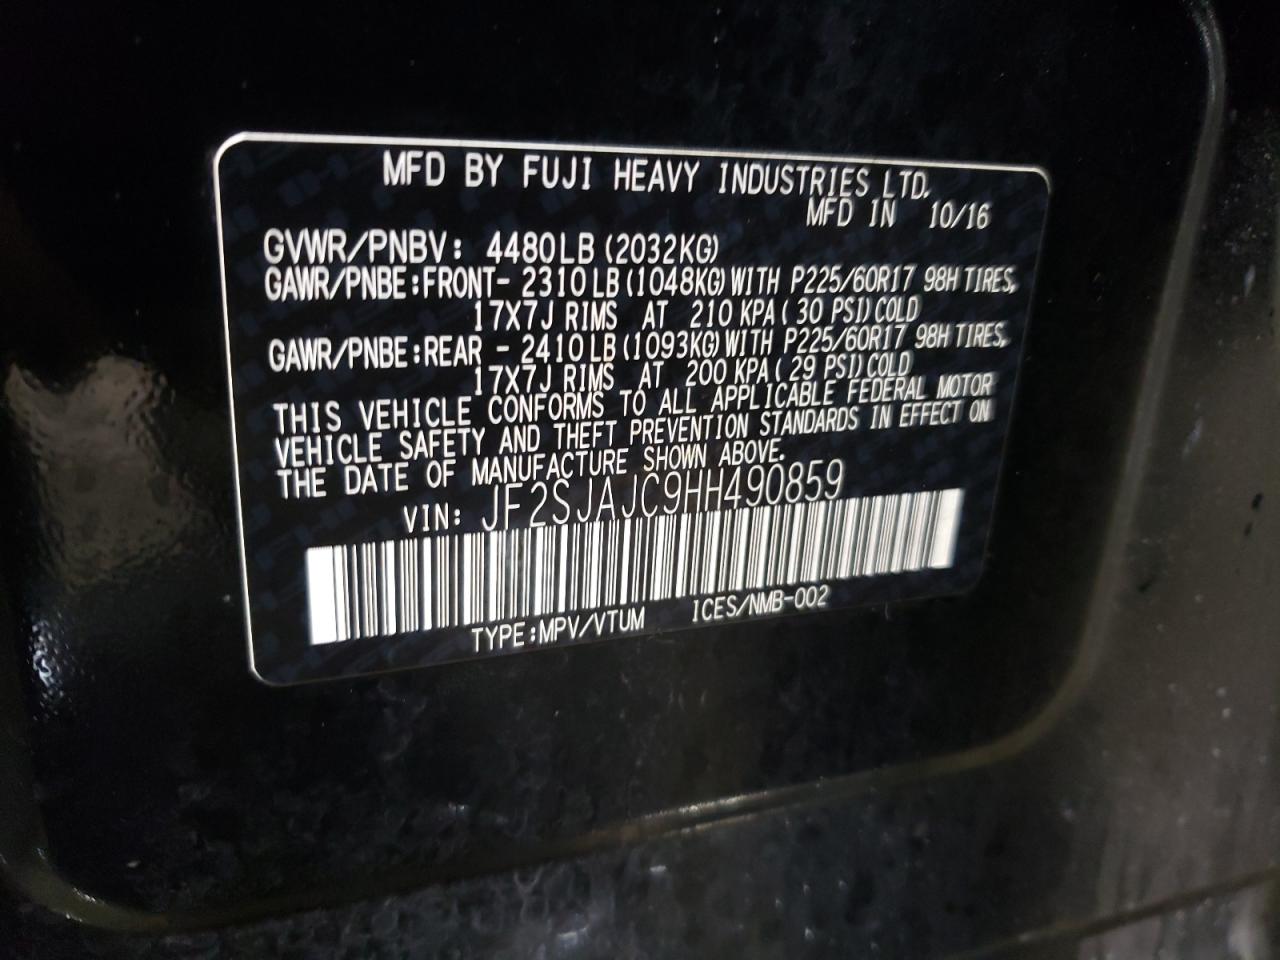 MFD BY FUJI HEAVY INDUSTRIES LTD.
MFD IN 10/16
GVWR/PNBV: 4480LB (2032KG)
GAWR/PNBE:FRONT- 2310LB (1048KG) WITH P225/60R17 98H TIRES,
17X7J RIMS AT 210 KPA ( 30 PSI) COLD
GAWR/PNBE:REAR - 2410LB (1093KG) WITH P225/60R17 98H TIRES,
17X7J RIMS AT 200 KPA ( 29 PSI) COLD
THIS VEHICLE CONFORMS TO ALL APPLICABLE FEDERAL MOTOR
VEHICLE SAFETY AND THEFT PREVENTION STANDARDS IN EFFECT ON
THE DATE OF MANUFACTURE SHOWN ABOVE.
VIN: JF2SJAJC9HH490859
TYPE:MPV/VTUM ICES/NMB-002